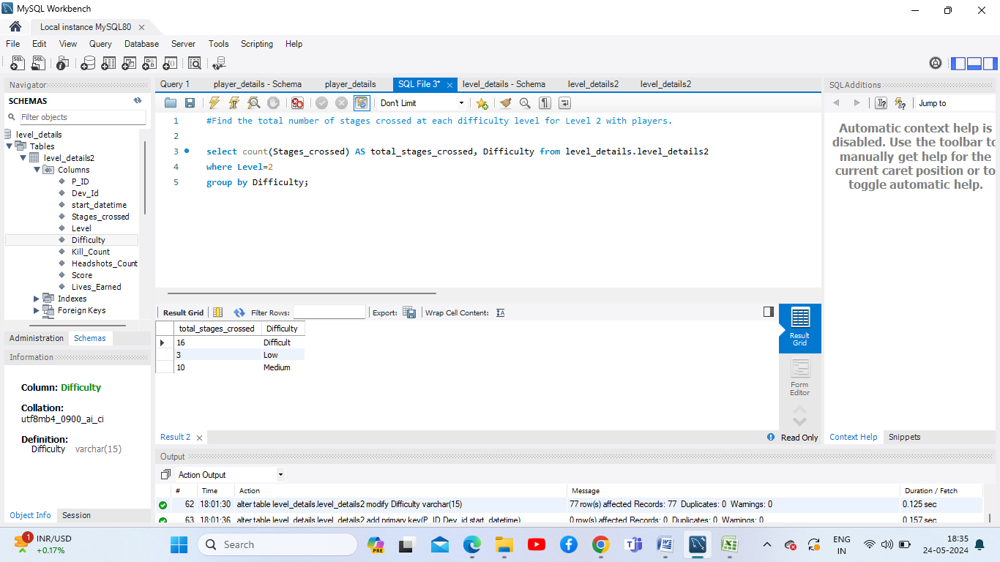 MySQL Workbench
Local instance MySQL80
File Edit View Query Database Server Tools Scripting Help
Navigator
SCHEMAS
Filter objects
level_details
Tables
level_details2
Columns
P_ID
Dev_Id
start_datetime
Stages_crossed
Level
Difficulty
Kill_Count
Headshots_Count
Score
Lives_Earned
Indexes
Foreign Keys
Administration Schemas
Information
Column: Difficulty
Collation:
utf8mb4_0900_ai_ci
Definition:
Difficulty varchar(15)
Object Info Session
Query 1 player_details - Schema player_details SQL File 3* level_details - Schema level_details2 level_details2
Don't Limit
1 #Find the total number of stages crossed at each difficulty level for Level 2 with players.
2
3 select count(Stages_crossed) AS total_stages_crossed, Difficulty from level_details.level_details2
4 where Level=2
5 group by Difficulty;
Result Grid Filter Rows: Export: Wrap Cell Content:
total_stages_crossed Difficulty
16 Difficult
3 Low
10 Medium
Result Grid
Form Editor
Result 2 Read Only
Output
Action Output
# Time Action Message Duration / Fetch
62 18:01:30 alter table level_details.level_details2 modify Difficulty varchar(15) 77 row(s) affected Records: 77 Duplicates: 0 Warnings: 0 0.125 sec
63 18:01:36 alter table level_details.level_details2 add primary key(P_ID,Dev_id,start_datetime) 0 row(s) affected Records: 0 Duplicates: 0 Warnings: 0 0.157 sec
SQLAdditions
Jump to
Automatic context help is
disabled. Use the toolbar to
manually get help for the
current caret position or to
toggle automatic help.
Context Help Snippets
1 INR/USD
+0.17%
Search
PRE
ENG
IN
18:35
24-05-2024